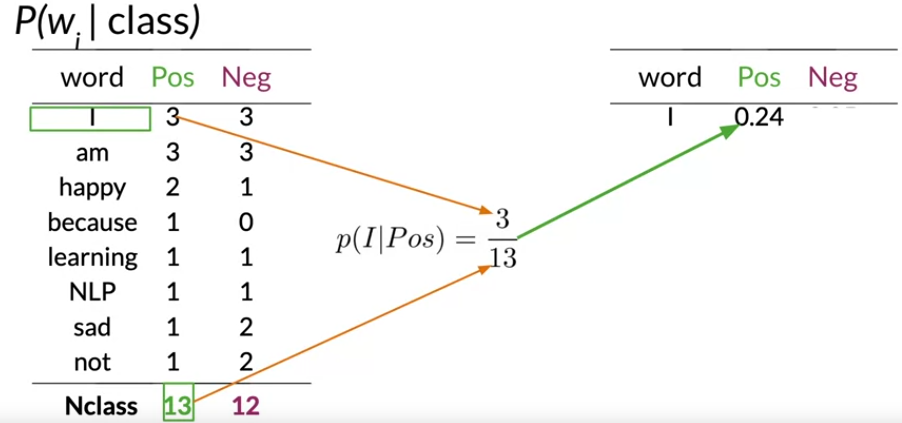 P(w_i | class)
word Pos Neg
I 3 3
am 3 3
happy 2 1
because 1 0
learning 1 1
NLP 1 1
sad 1 2
not 1 2
Nclass 13 12
p(I|Pos) = 3/13
word Pos Neg
I 0.24